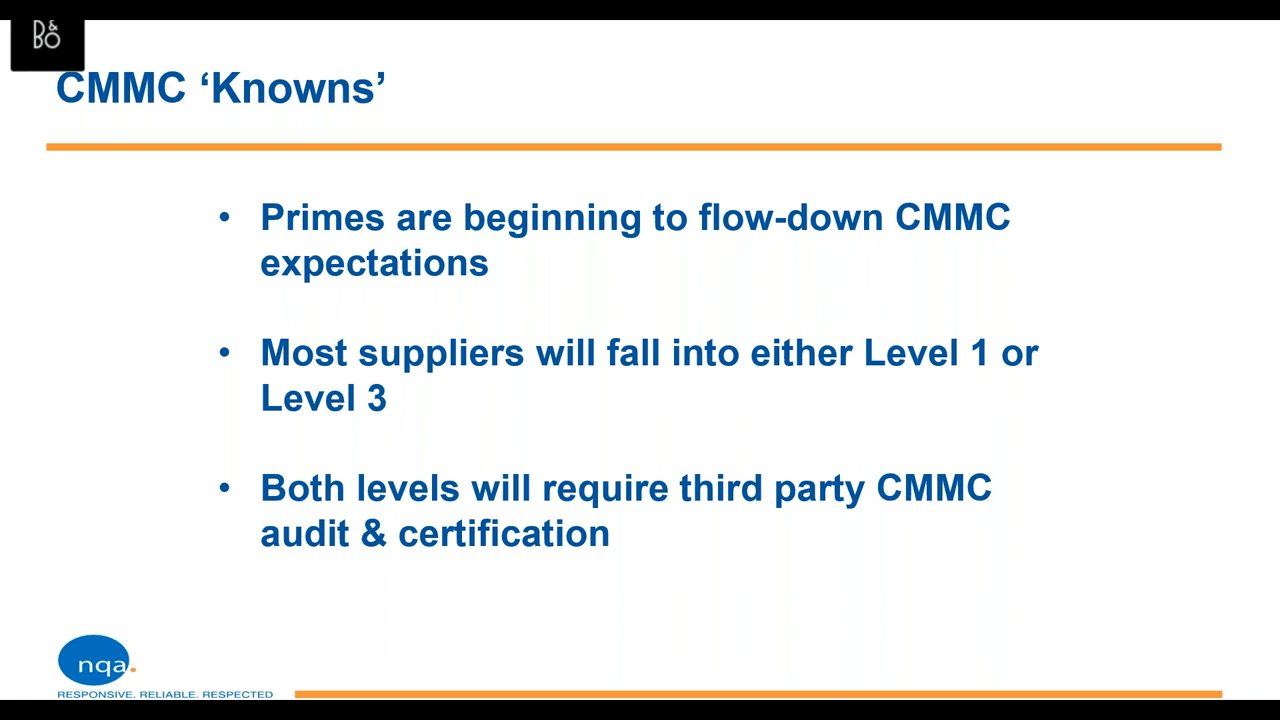 B&O
CMMC ‘Knowns’
• Primes are beginning to flow-down CMMC
expectations
• Most suppliers will fall into either Level 1 or
Level 3
• Both levels will require third party CMMC
audit & certification
nqa.
RESPONSIVE. RELIABLE. RESPECTED